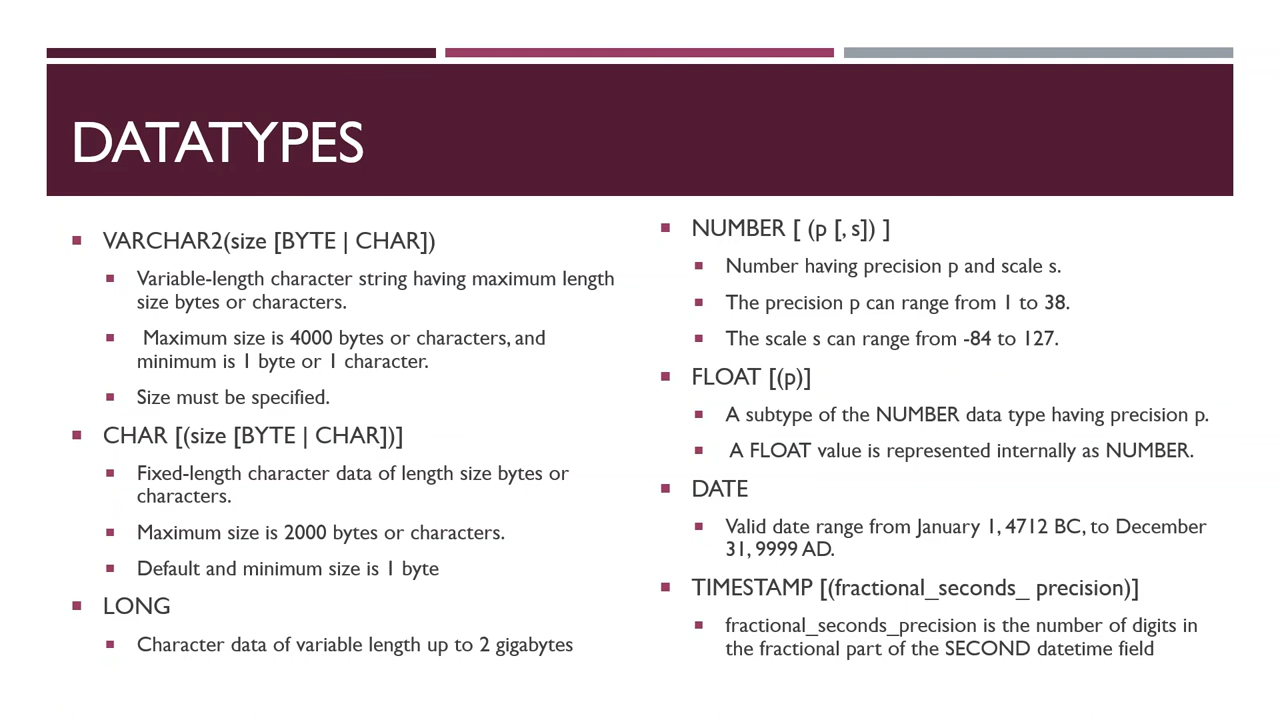 DATATYPES
VARCHAR2(size [BYTE | CHAR])
Variable-length character string having maximum length
size bytes or characters.
Maximum size is 4000 bytes or characters, and
minimum is 1 byte or 1 character.
Size must be specified.
CHAR [(size [BYTE | CHAR])]
Fixed-length character data of length size bytes or
characters.
Maximum size is 2000 bytes or characters.
Default and minimum size is 1 byte
LONG
Character data of variable length up to 2 gigabytes
NUMBER [ (p [, s]) ]
Number having precision p and scale s.
The precision p can range from 1 to 38.
The scale s can range from -84 to 127.
FLOAT [(p)]
A subtype of the NUMBER data type having precision p.
A FLOAT value is represented internally as NUMBER.
DATE
Valid date range from January 1, 4712 BC, to December
31, 9999 AD.
TIMESTAMP [(fractional_seconds_ precision)]
fractional_seconds_precision is the number of digits in
the fractional part of the SECOND datetime field